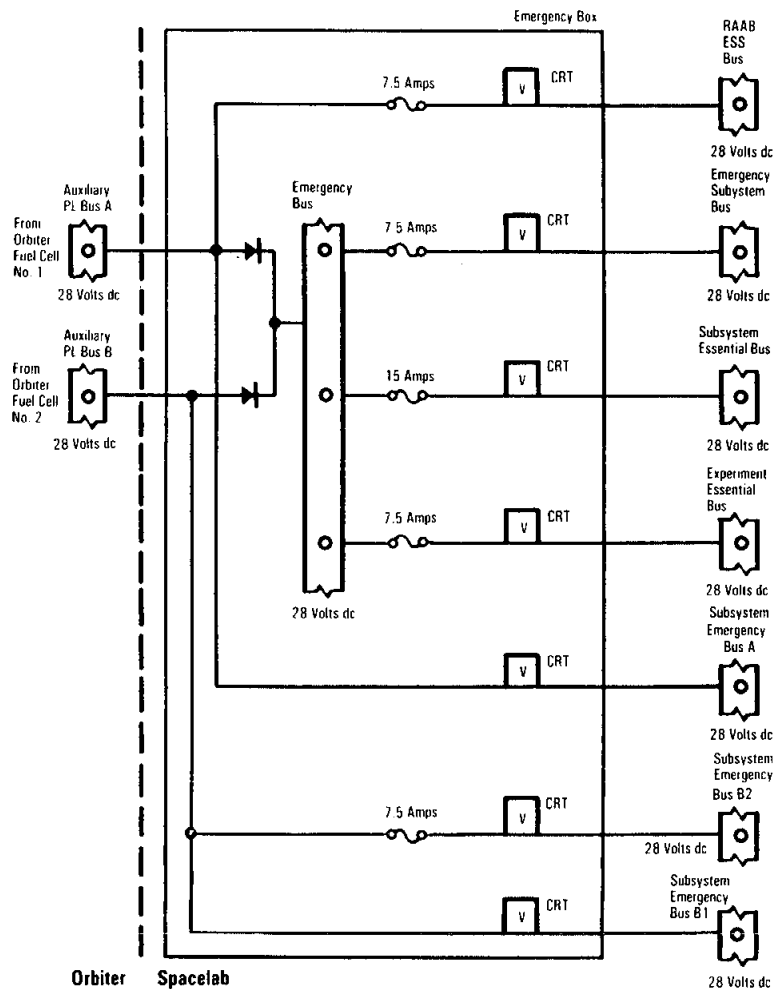 Emergency Box
RAAB
ESS
Bus
7.5 Amps
V
CRT
28 Volts dc
Auxiliary
PL Bus A
Emergency
Bus
Emergency
Subsystem
Bus
From
Orbiter
Fuel Cell
No. 1
7.5 Amps
V
CRT
28 Volts dc
28 Volts dc
Auxiliary
PL Bus B
Subsystem
Essential Bus
From
Orbiter
Fuel Cell
No. 2
15 Amps
V
CRT
28 Volts dc
28 Volts dc
Experiment
Essential
Bus
7.5 Amps
V
CRT
28 Volts dc
28 Volts dc
Subsystem
Emergency
Bus A
V
CRT
28 Volts dc
Subsystem
Emergency
Bus B2
7.5 Amps
V
CRT
28 Volts dc
Subsystem
Emergency
Bus B1
V
CRT
28 Volts dc
Orbiter
Spacelab